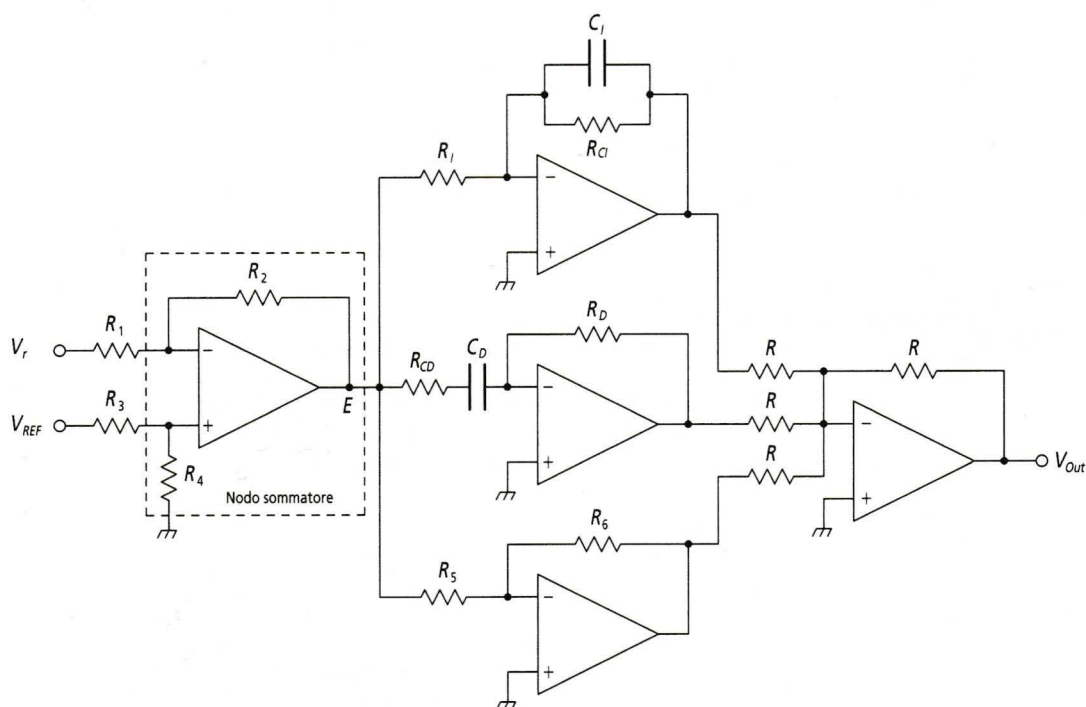 C_I
R_CI
R_I
R_2
R_1
V_r
R_3
V_REF
R_4
E
Nodo sommatore
R_D
R_CD
C_D
R
R
R
R
R_6
R_5
V_Out
−
+
−
+
−
+
−
+
−
+